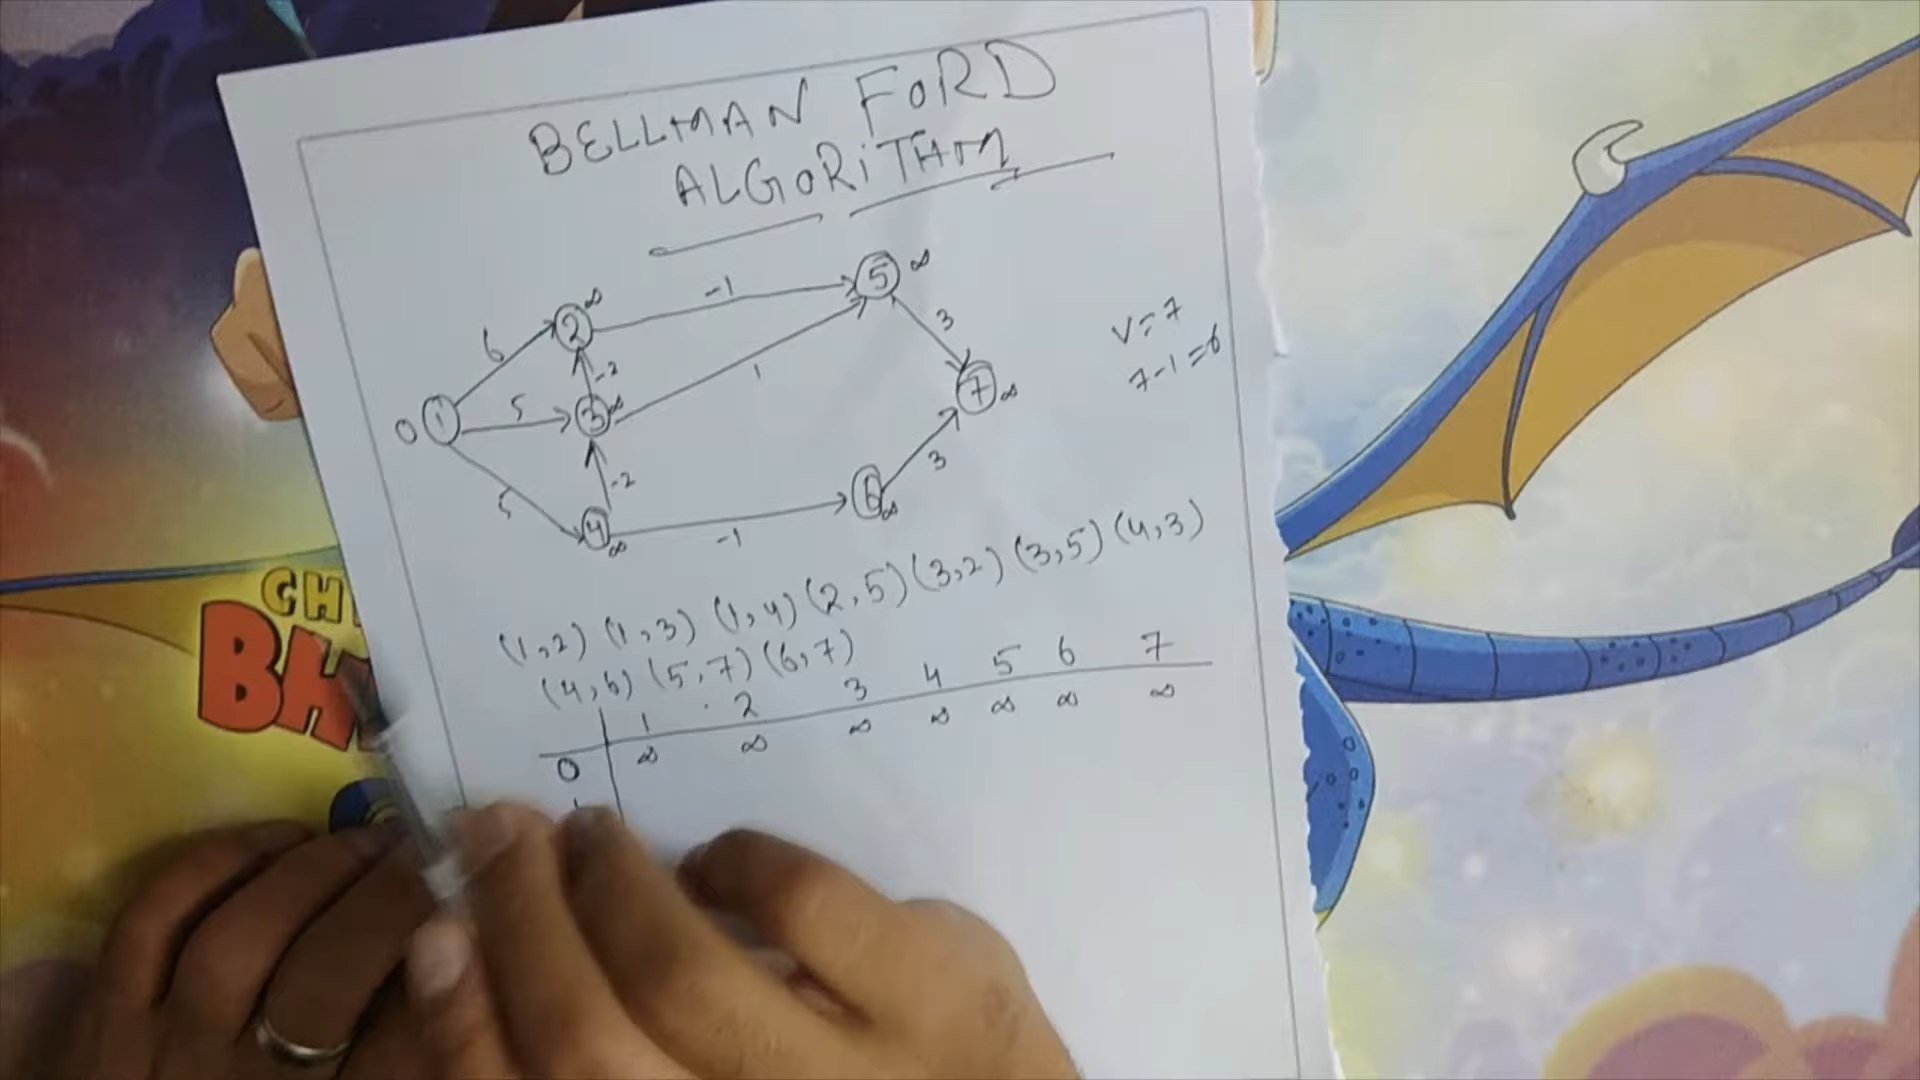 BELLMAN FORD
ALGORITHM
∞
-1
5 ∞
6
2
-2
3
V=7
7-1=6
0 1
5
3 ∞
1
7 ∞
5
-2
3
4 ∞
-1
6 ∞
(1,2) (1,3) (1,4) (2,5) (3,2) (3,5) (4,3)
(4,6) (5,7) (6,7)
1 2 3 4 5 6 7
0 ∞ ∞ ∞ ∞ ∞ ∞ ∞
CH
BH